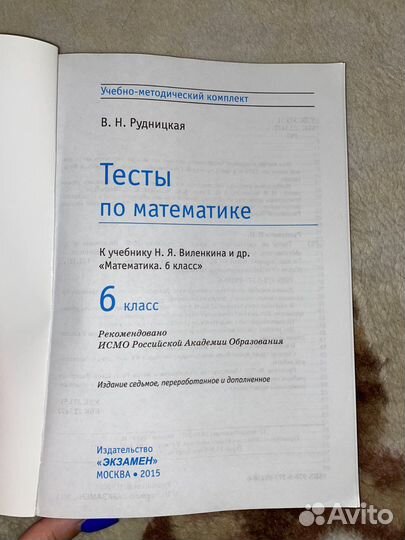 Учебно-методический комплект
В. Н. Рудницкая
Тесты
по математике
К учебнику Н. Я. Виленкина и др.
«Математика. 6 класс»
6 класс
Рекомендовано
ИСМО Российской Академии Образования
Издание седьмое, переработанное и дополненное
Издательство
«ЭКЗАМЕН»
МОСКВА • 2015
Avito